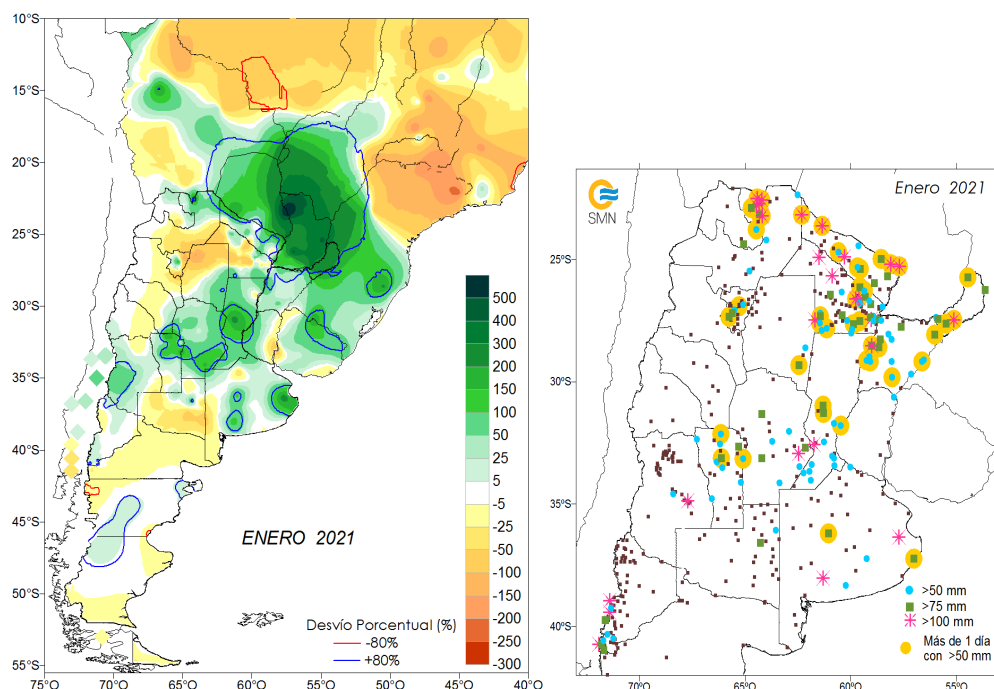 10°S
15°S
20°S
25°S
30°S
35°S
40°S
45°S
50°S
55°S
75°O
70°O
65°O
60°O
55°O
50°O
45°O
40°O
ENERO 2021
Desvío Porcentual (%)
-80%
+80%
500
400
300
200
150
100
50
25
5
-5
-25
-50
-100
-150
-200
-250
-300
SMN
Enero 2021
25°S
30°S
35°S
40°S
70°O
65°O
60°O
55°O
>50 mm
>75 mm
>100 mm
Más de 1 día
con >50 mm